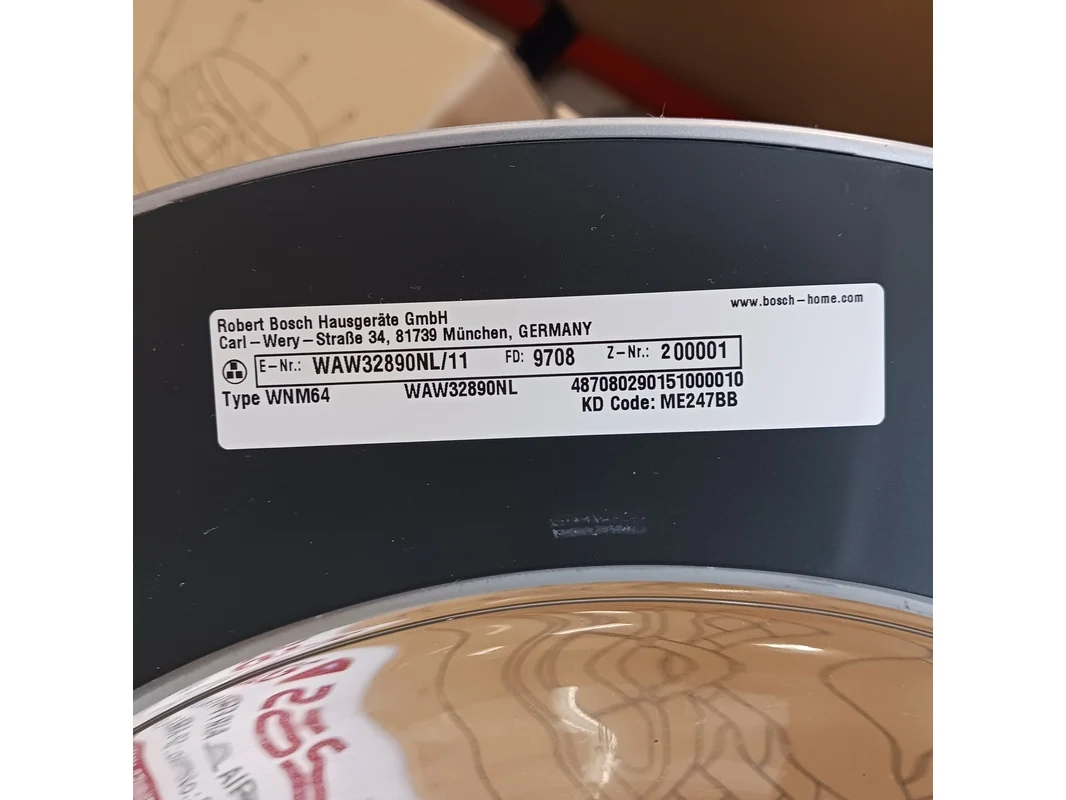 www.bosch-home.com
Robert Bosch Hausgeräte GmbH
Carl-Wery-Straße 34, 81739 München, GERMANY
E-Nr.: WAW32890NL/11 FD: 9708 Z-Nr.: 200001
Type WNM64 WAW32890NL 487080290151000010
KD Code: ME247BB